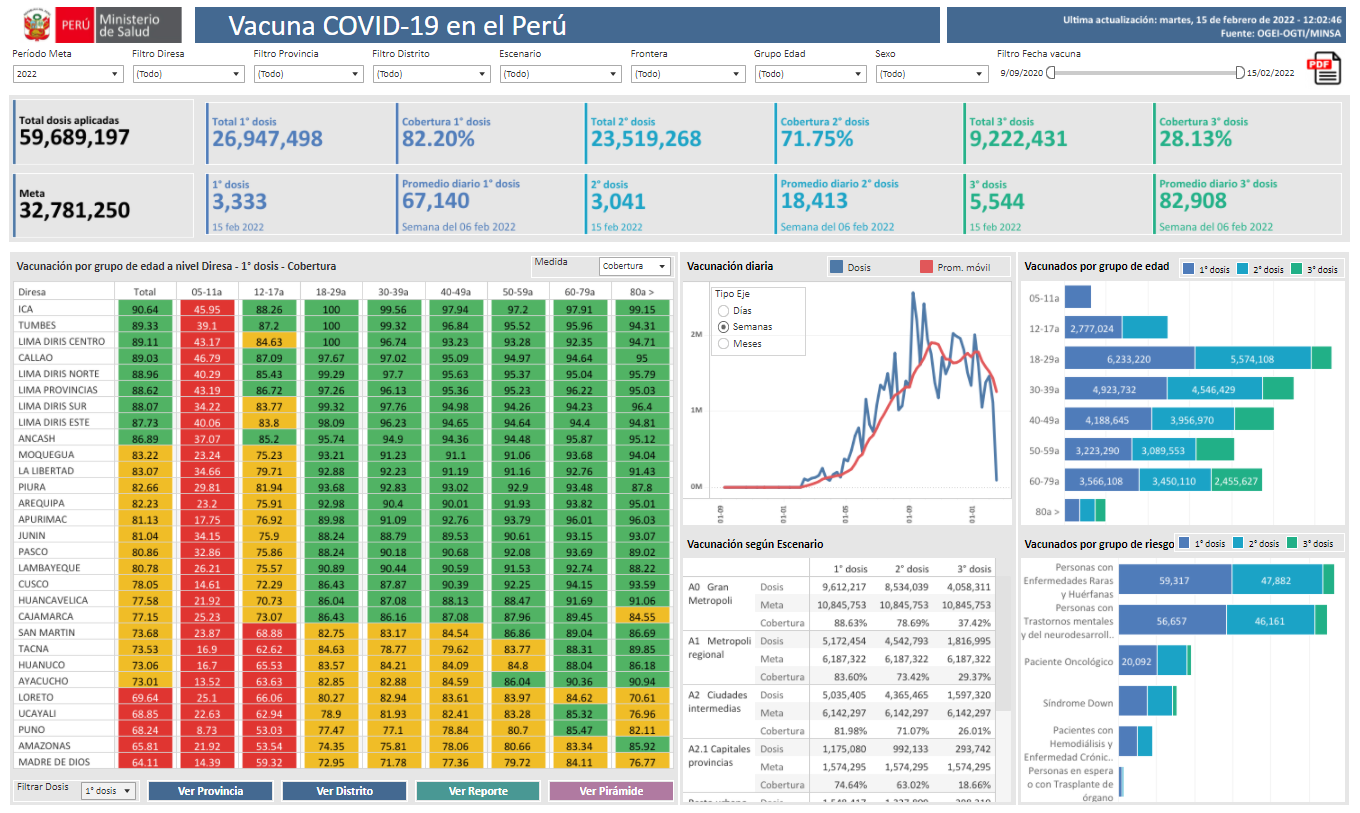 PERÚ Ministerio de Salud
Vacuna COVID-19 en el Perú
Ultima actualización: martes, 15 de febrero de 2022 - 12:02:46
Fuente: OGEI-OGTI/MINSA
Período Meta Filtro Diresa Filtro Provincia Filtro Distrito Escenario Frontera Grupo Edad Sexo Filtro Fecha vacuna
2022 (Todo) (Todo) (Todo) (Todo) (Todo) (Todo) (Todo) 9/09/2020 15/02/2022 PDF
Total dosis aplicadas
59,689,197
Total 1° dosis
26,947,498
Cobertura 1° dosis
82.20%
Total 2° dosis
23,519,268
Cobertura 2° dosis
71.75%
Total 3° dosis
9,222,431
Cobertura 3° dosis
28.13%
Meta
32,781,250
1° dosis
3,333
15 feb 2022
Promedio diario 1° dosis
67,140
Semana del 06 feb 2022
2° dosis
3,041
15 feb 2022
Promedio diario 2° dosis
18,413
Semana del 06 feb 2022
3° dosis
5,544
15 feb 2022
Promedio diario 3° dosis
82,908
Semana del 06 feb 2022
Vacunación por grupo de edad a nivel Diresa - 1° dosis - Cobertura
Medida Cobertura
Diresa Total 05-11a 12-17a 18-29a 30-39a 40-49a 50-59a 60-79a 80a >
ICA 90.64 45.95 88.26 100 99.56 97.94 97.2 97.91 99.15
TUMBES 89.33 39.1 87.2 100 99.32 96.84 95.52 95.96 94.31
LIMA DIRIS CENTRO 89.11 43.17 84.63 100 96.74 93.23 93.28 92.35 94.71
CALLAO 89.03 46.79 87.09 97.67 97.02 95.09 94.97 94.64 95
LIMA DIRIS NORTE 88.96 40.29 85.43 99.29 97.7 95.63 95.37 95.04 95.79
LIMA PROVINCIAS 88.62 43.19 86.72 97.26 96.13 95.36 95.23 96.22 95.03
LIMA DIRIS SUR 88.07 34.22 83.77 99.32 97.76 94.98 94.26 94.23 96.4
LIMA DIRIS ESTE 87.73 40.06 83.8 98.09 96.23 94.65 94.64 94.4 94.81
ANCASH 86.89 37.07 85.2 95.74 94.9 94.36 94.48 95.87 95.12
MOQUEGUA 83.22 23.24 75.23 93.21 91.23 91.1 91.06 93.68 94.04
LA LIBERTAD 83.07 34.66 79.71 92.88 92.23 91.19 91.16 92.76 91.43
PIURA 82.66 29.81 81.94 93.68 92.83 93.02 92.9 93.48 87.8
AREQUIPA 82.23 23.2 75.91 92.98 90.4 90.01 91.93 93.82 95.01
APURIMAC 81.13 17.75 76.92 89.98 91.09 92.76 93.79 96.01 96.03
JUNIN 81.04 34.15 75.9 88.24 88.79 89.53 90.61 93.15 93.07
PASCO 80.86 32.86 75.86 88.24 90.18 90.68 92.08 93.69 89.02
LAMBAYEQUE 80.78 26.21 75.57 90.89 90.44 90.59 91.53 92.74 88.22
CUSCO 78.05 14.61 72.29 86.43 87.87 90.39 92.25 94.15 93.59
HUANCAVELICA 77.58 21.92 70.73 86.04 87.08 88.13 88.47 91.69 91.06
CAJAMARCA 77.15 25.23 73.07 86.43 86.16 87.08 87.96 89.45 84.55
SAN MARTIN 73.68 23.87 68.88 82.75 83.17 84.54 86.86 89.04 86.69
TACNA 73.53 16.9 62.62 84.63 78.77 79.62 83.77 88.31 89.85
HUANUCO 73.06 16.7 65.53 83.57 84.21 84.09 84.8 88.04 86.18
AYACUCHO 73.01 13.52 63.63 82.85 82.88 84.59 86.04 90.36 90.94
LORETO 69.64 25.1 66.06 80.27 82.94 83.61 83.97 84.62 70.61
UCAYALI 68.85 22.63 62.94 78.9 81.93 82.41 83.28 85.32 76.96
PUNO 68.24 8.73 53.03 77.47 77.1 78.84 80.7 85.47 82.11
AMAZONAS 65.81 21.92 53.54 74.35 75.81 78.06 80.66 83.34 85.92
MADRE DE DIOS 64.11 14.39 59.32 72.95 71.78 77.36 79.72 84.11 76.77
Filtrar Dosis 1° dosis Ver Provincia Ver Distrito Ver Reporte Ver Pirámide
Vacunación diaria Dosis Prom. móvil
Tipo Eje
Días
Semanas
Meses
2M
1M
0M
01-09 01-01 01-05 01-09 01-01
Vacunación según Escenario
1° dosis 2° dosis 3° dosis
A0 Gran Metropoli Dosis 9,612,217 8,534,039 4,058,311
Meta 10,845,753 10,845,753 10,845,753
Cobertura 88.63% 78.69% 37.42%
A1 Metropoli regional Dosis 5,172,454 4,542,793 1,816,995
Meta 6,187,322 6,187,322 6,187,322
Cobertura 83.60% 73.42% 29.37%
A2 Ciudades intermedias Dosis 5,035,405 4,365,465 1,597,320
Meta 6,142,297 6,142,297 6,142,297
Cobertura 81.98% 71.07% 26.01%
A2.1 Capitales provincias Dosis 1,175,080 992,133 293,742
Meta 1,574,295 1,574,295 1,574,295
Cobertura 74.64% 63.02% 18.66%
Vacunados por grupo de edad 1° dosis 2° dosis 3° dosis
05-11a
12-17a 2,777,024
18-29a 6,233,220 5,574,108
30-39a 4,923,732 4,546,429
40-49a 4,188,645 3,956,970
50-59a 3,223,290 3,089,553
60-79a 3,566,108 3,450,110 2,455,627
80a >
Vacunados por grupo de riesgo 1° dosis 2° dosis 3° dosis
Personas con
Enfermedades Raras
y Huérfanas
59,317 47,882
Personas con
Trastornos mentales
y del neurodesarroll..
56,657 46,161
Paciente Oncológico 20,092
Síndrome Down
Pacientes con
Hemodiálisis y
Enfermedad Crónic..
Personas en espera
o con Trasplante de
órgano